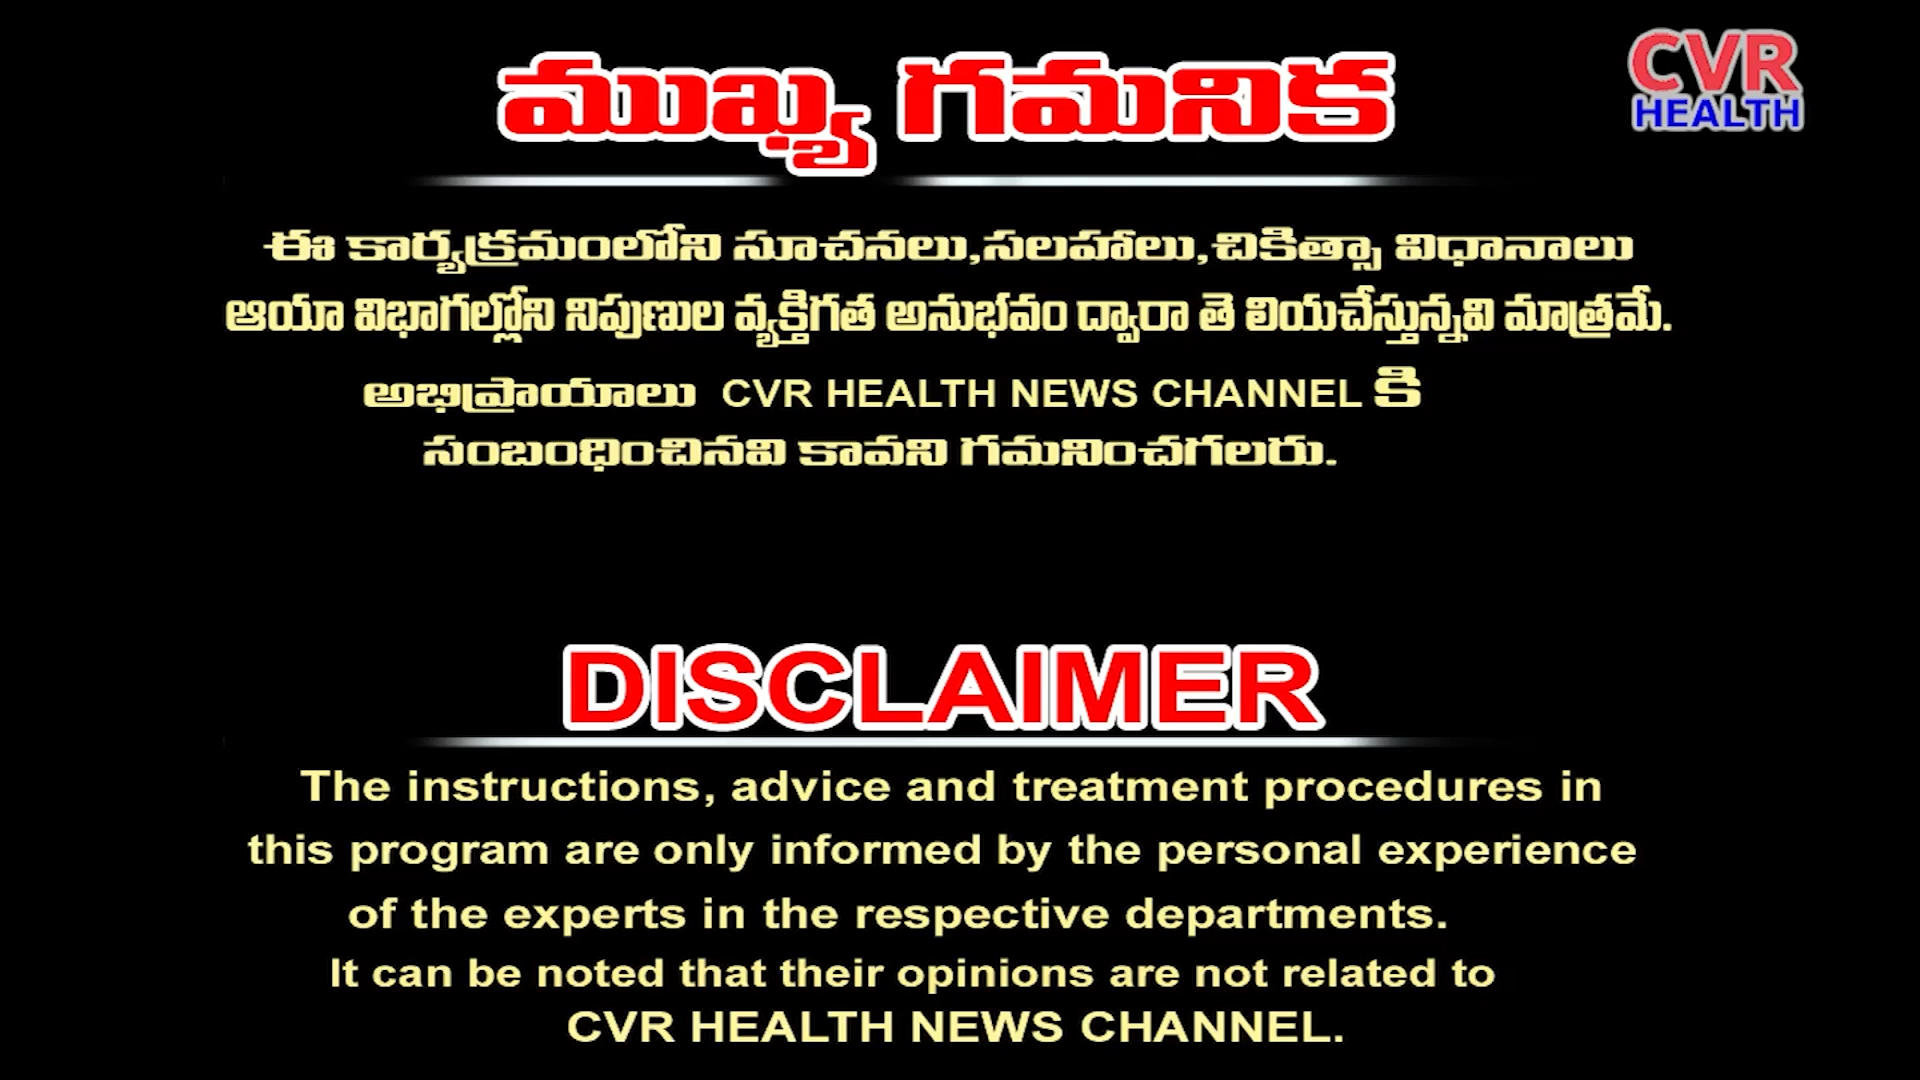 ముఖ్య గమనిక
CVR
HEALTH
ఈ కార్యక్రమంలోని సూచనలు,సలహాలు,చికిత్సా విధానాలు
ఆయా విభాగల్లోని నిపుణుల వ్యక్తిగత అనుభవం ద్వారా తె లియచేస్తున్నవి మాత్రమే.
అభిప్రాయాలు CVR HEALTH NEWS CHANNEL కి
సంబంధించినవి కావని గమనించగలరు.
DISCLAIMER
The instructions, advice and treatment procedures in
this program are only informed by the personal experience
of the experts in the respective departments.
It can be noted that their opinions are not related to
CVR HEALTH NEWS CHANNEL.